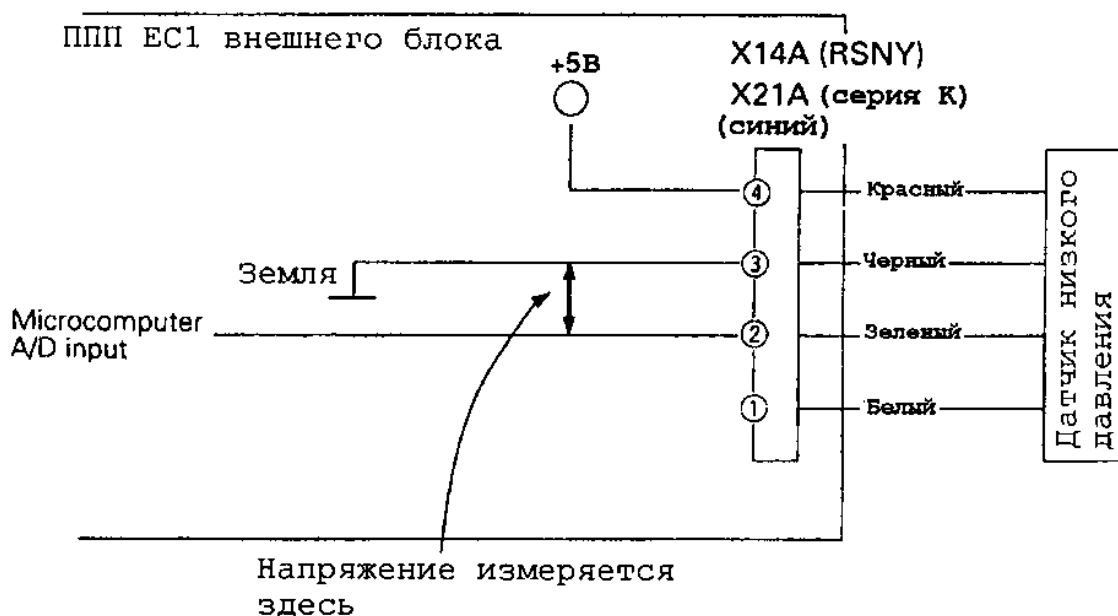 ППП EC1 внешнего блока
+5В
X14A (RSNY)
X21A (серия K)
(синий)
4
Красный
3
Черный
Земля
Microcomputer
A/D input
2
Зеленый
1
Белый
Датчик низкого
давления
Напряжение измеряется
здесь